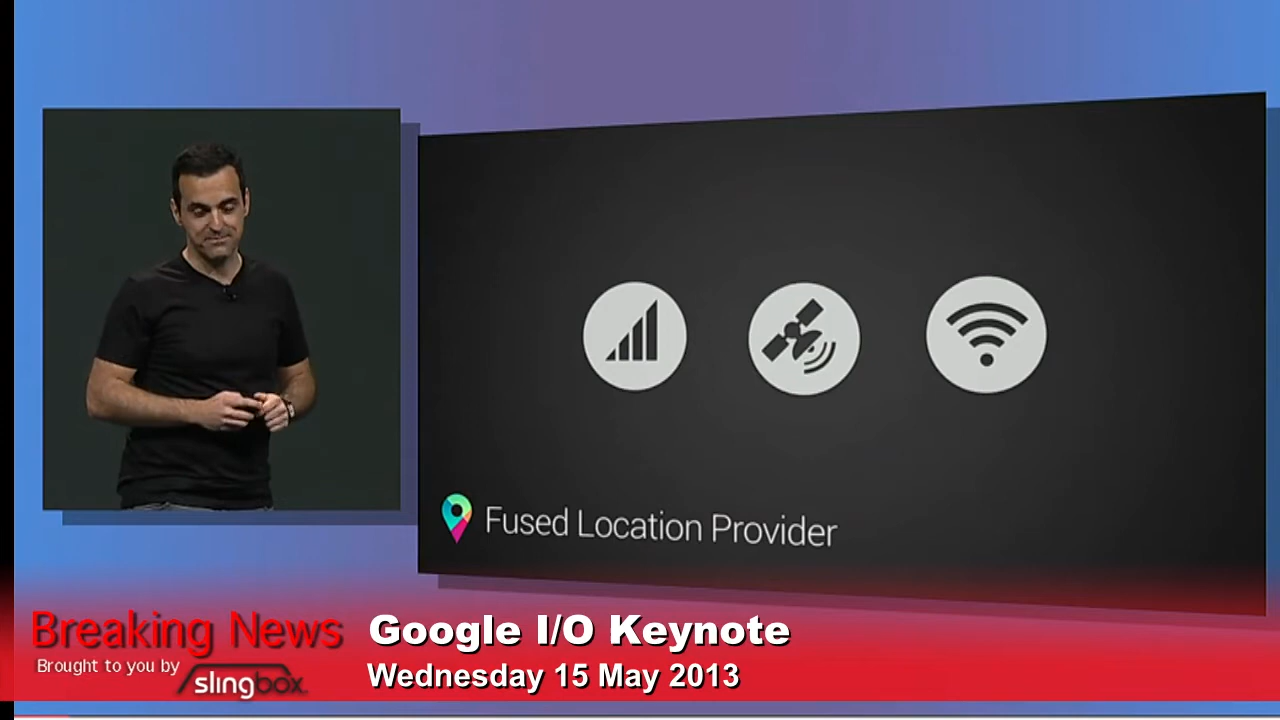 Fused Location Provider
Breaking News
Google I/O Keynote
Brought to you by
slingbox
Wednesday 15 May 2013